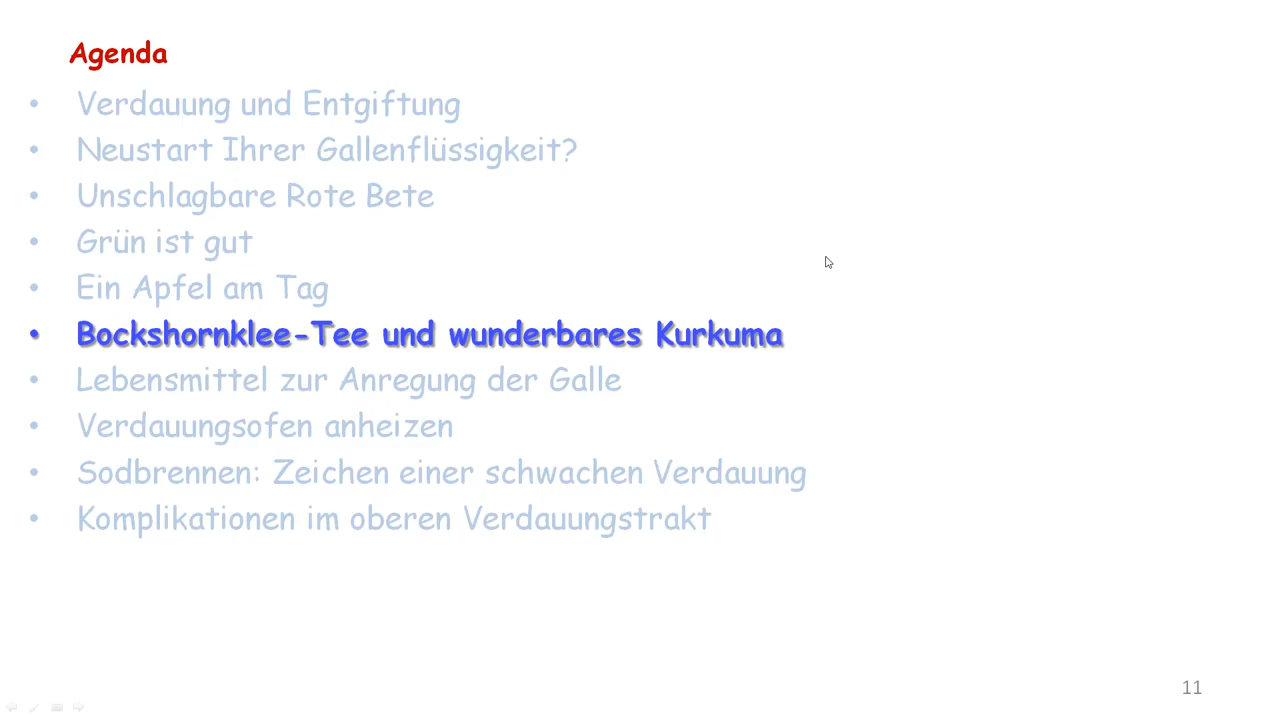 Agenda
• Verdauung und Entgiftung
• Neustart Ihrer Gallenflüssigkeit?
• Unschlagbare Rote Bete
• Grün ist gut
• Ein Apfel am Tag
• Bockshornklee-Tee und wunderbares Kurkuma
• Lebensmittel zur Anregung der Galle
• Verdauungsofen anheizen
• Sodbrennen: Zeichen einer schwachen Verdauung
• Komplikationen im oberen Verdauungstrakt
11